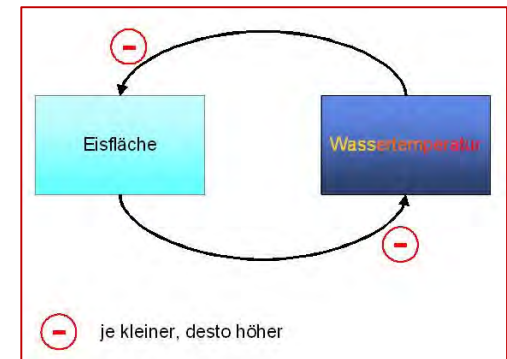 -
Eisfläche
Wassertemperatur
-
- je kleiner, desto höher